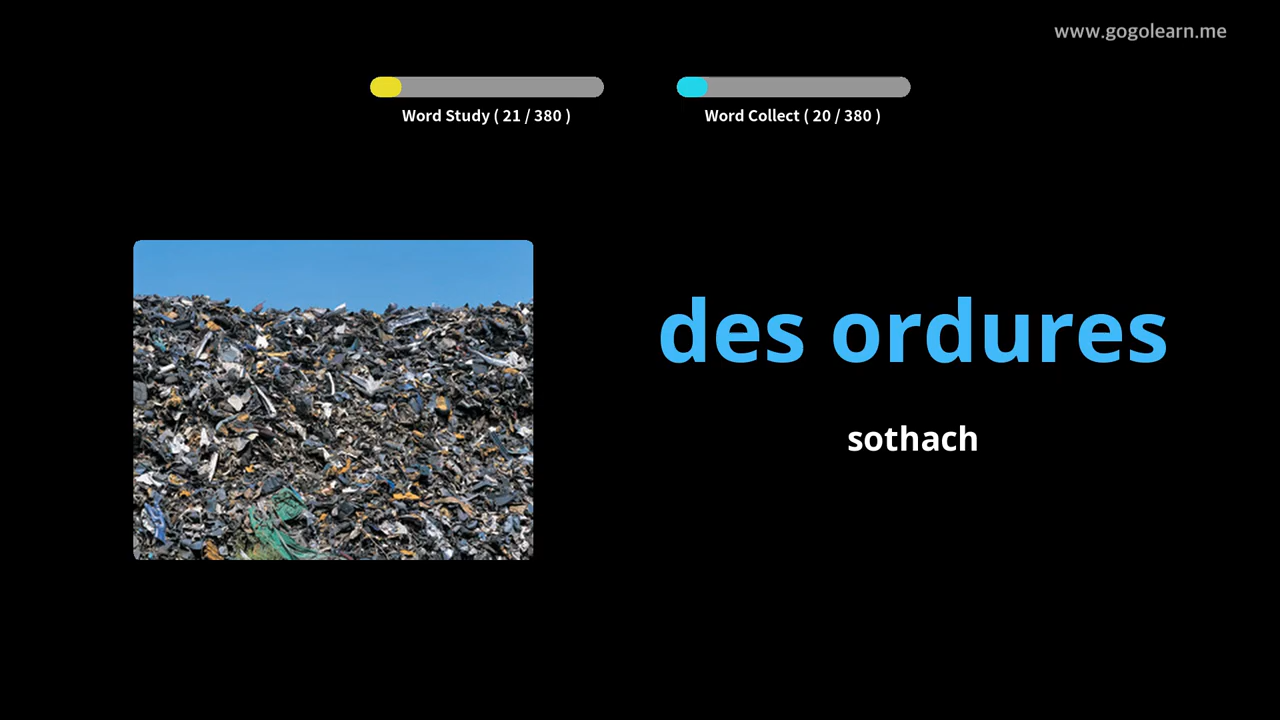 www.gogolearn.me
Word Study ( 21 / 380 )
Word Collect ( 20 / 380 )
des ordures
sothach